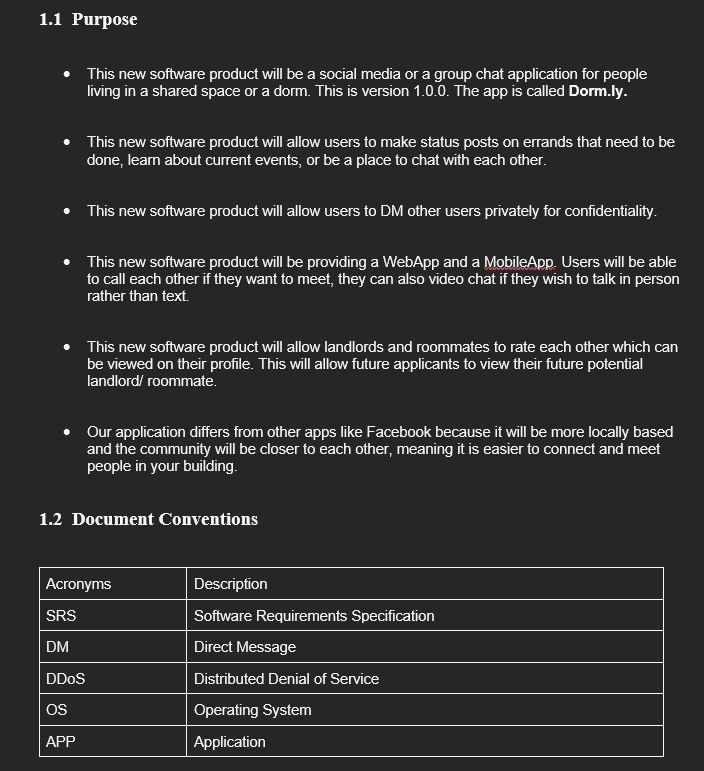 1.1 Purpose
• This new software product will be a social media or a group chat application for people
living in a shared space or a dorm. This is version 1.0.0. The app is called Dorm.ly.
• This new software product will allow users to make status posts on errands that need to be
done, learn about current events, or be a place to chat with each other.
• This new software product will allow users to DM other users privately for confidentiality.
• This new software product will be providing a WebApp and a MobileApp. Users will be able
to call each other if they want to meet, they can also video chat if they wish to talk in person
rather than text.
• This new software product will allow landlords and roommates to rate each other which can
be viewed on their profile. This will allow future applicants to view their future potential
landlord/ roommate.
• Our application differs from other apps like Facebook because it will be more locally based
and the community will be closer to each other, meaning it is easier to connect and meet
people in your building.
1.2 Document Conventions
Acronyms Description
SRS Software Requirements Specification
DM Direct Message
DDoS Distributed Denial of Service
OS Operating System
APP Application